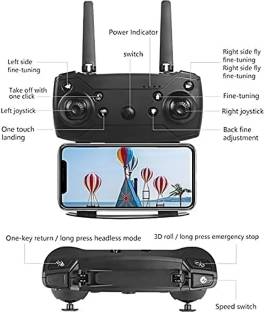 Power Indicator
switch
Left side
fine-tuning
Right side fly
fine-tuning
Right side fly
fine-tuning
Take off with
one click
Fine-tuning
Left joystick
Right joystick
One touch
landing
Back fine
adjustment
One-key return / long press headless mode
3D roll / long press emergency stop
Speed switch